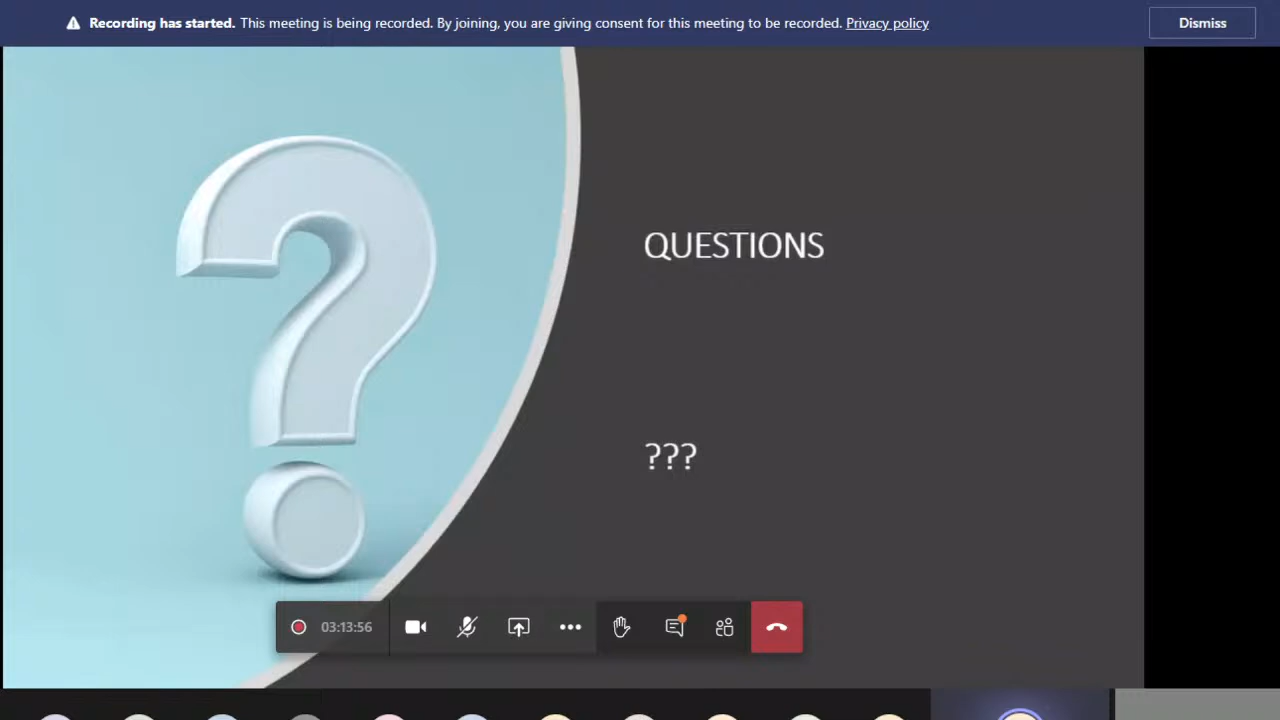 Recording has started. This meeting is being recorded. By joining, you are giving consent for this meeting to be recorded. Privacy policy
Dismiss
QUESTIONS
???
03:13:56